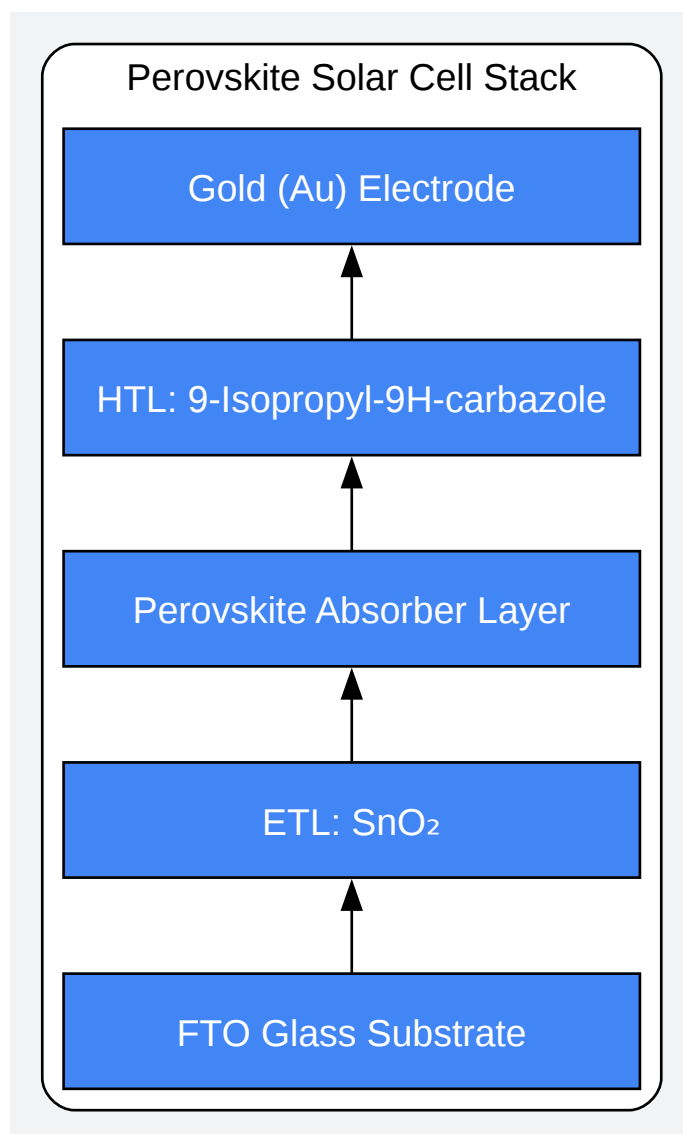 Perovskite Solar Cell Stack
Gold (Au) Electrode
HTL: 9-Isopropyl-9H-carbazole
Perovskite Absorber Layer
ETL: SnO₂
FTO Glass Substrate